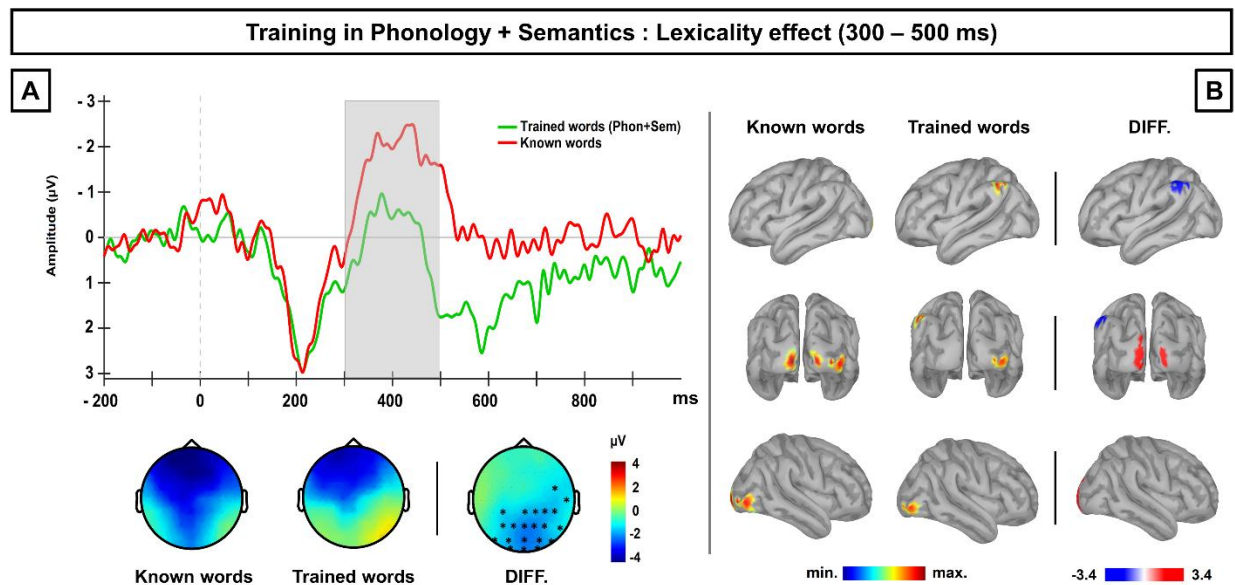 Training in Phonology + Semantics : Lexicality effect (300 – 500 ms)
A
B
- 3
- 2
- 1
0
1
2
3
Amplitude (µV)
Trained words (Phon+Sem)
Known words
- 200
0
200
400
600
800
ms
µV
4
2
0
-2
-4
Known words
Trained words
DIFF.
Known words
Trained words
DIFF.
min.
max.
-3.4
3.4